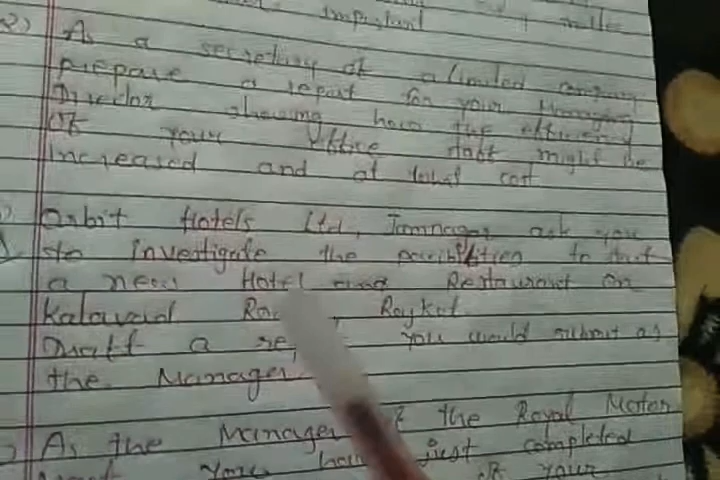 important
2) As a secretary of a limited company
prepare a report for your Managing
Director showing how the efficiency
of your office staff might be
increased and at what cost
Orbit Hotels Ltd, Jamnagar ask you
to investigate the possibilities to start
a new Hotel and Restaurant on
Kalavad Rajkot.
Draft a you would submit as
the Manager.
As the Manager of the Royal Motor
you have just completed
of your